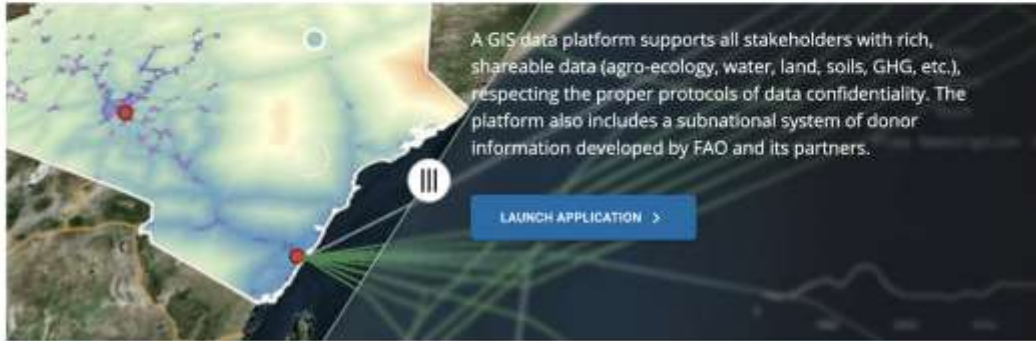 A GIS data platform supports all stakeholders with rich,
shareable data (agro-ecology, water, land, soils, GHG, etc.),
respecting the proper protocols of data confidentiality. The
platform also includes a subnational system of donor
information developed by FAO and its partners.
LAUNCH APPLICATION >